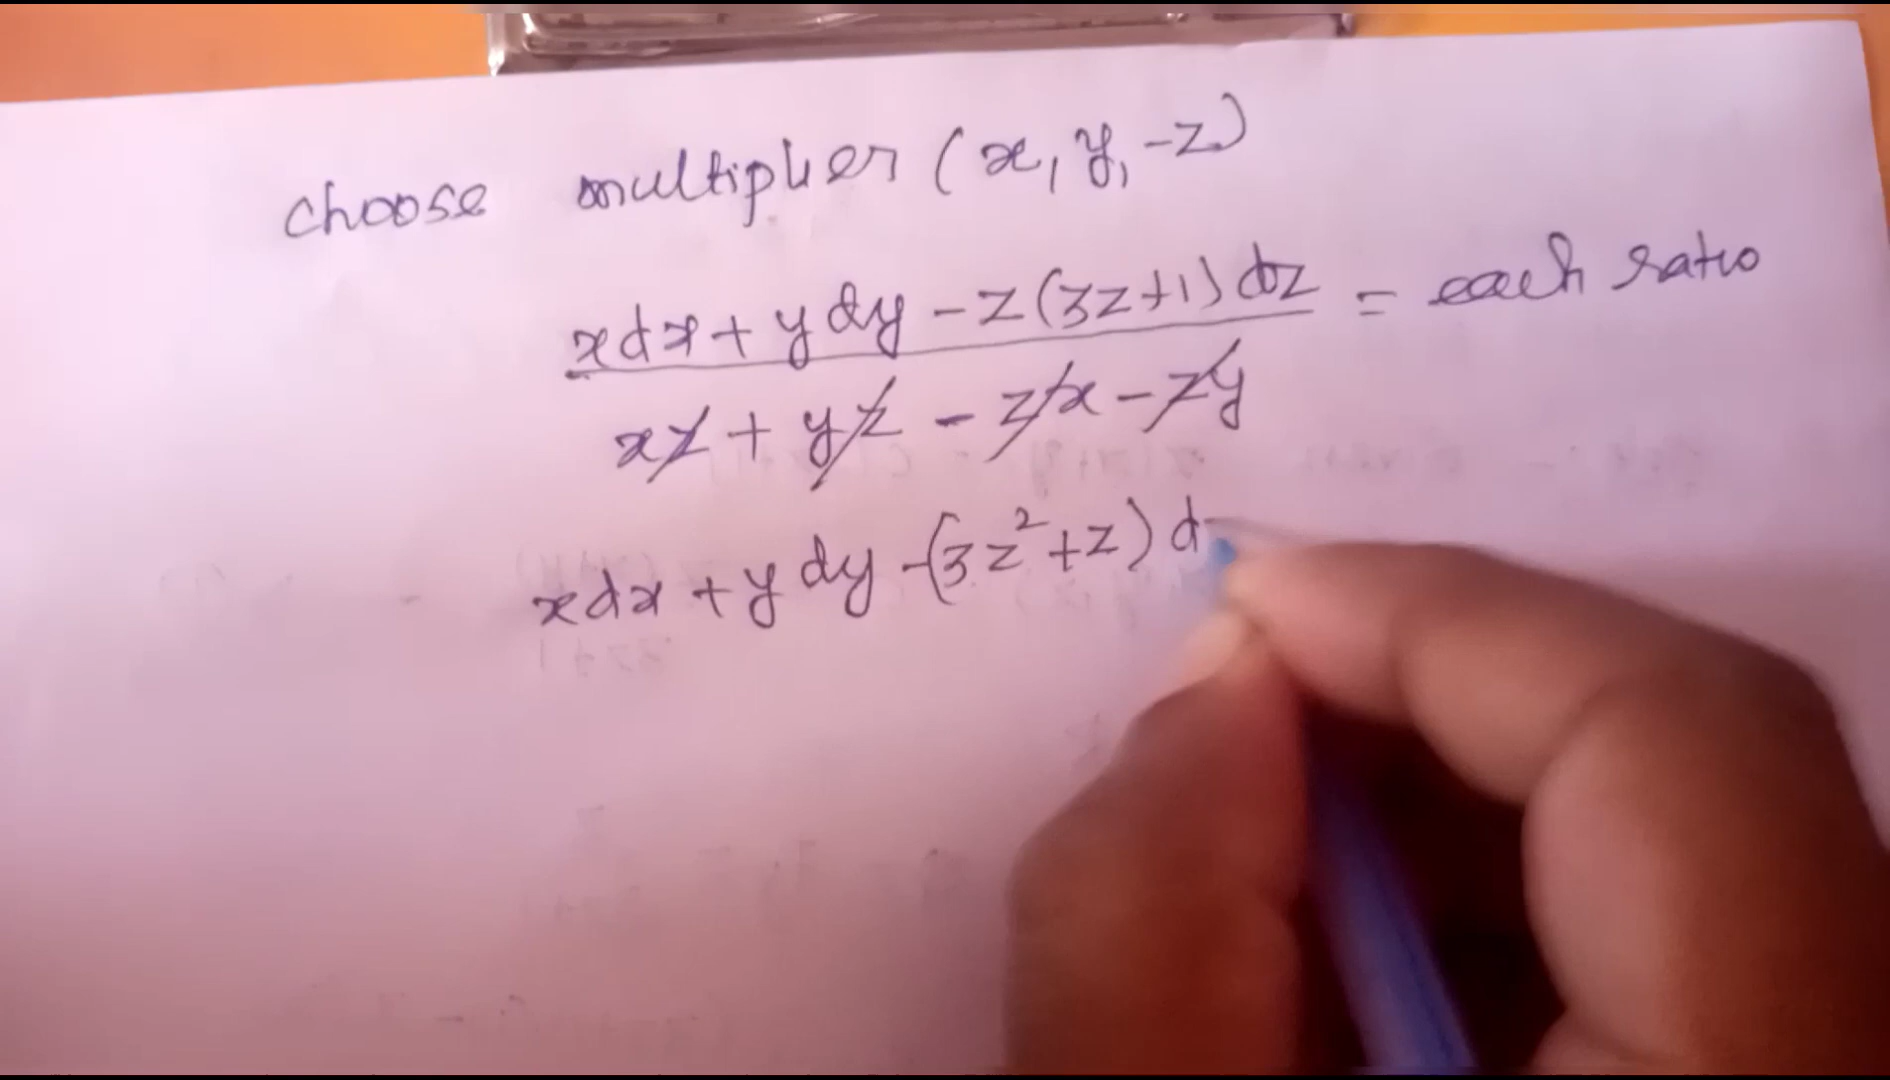 choose multiplier (x, y, -z)
xdx + y dy - z(3z+1) dz = each ratio
xz + yz - zx - zy
xdx + y dy -(3z²+z) d